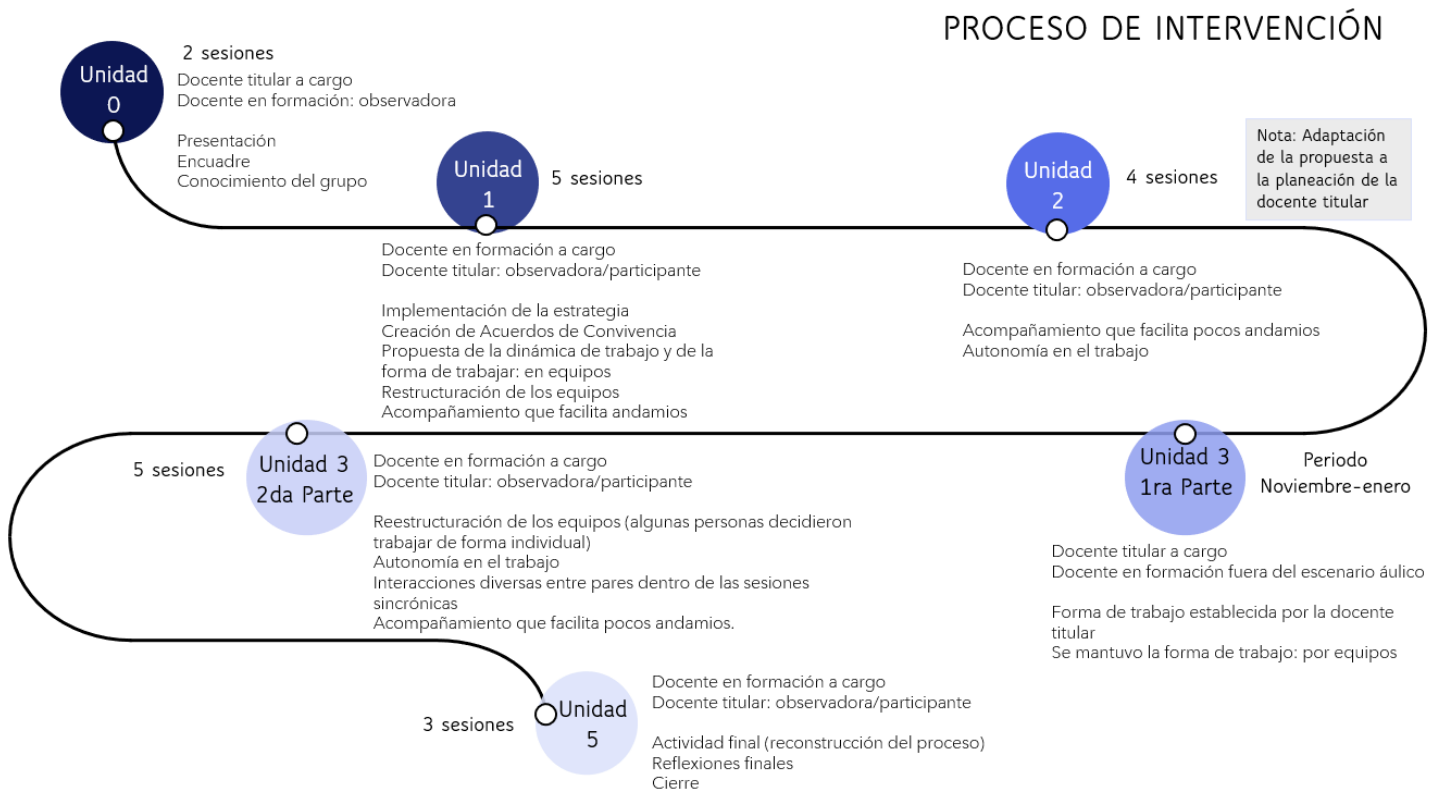 PROCESO DE INTERVENCIÓN
Unidad
0
2 sesiones
Docente titular a cargo
Docente en formación: observadora
Presentación
Encuadre
Conocimiento del grupo
Unidad
1
5 sesiones
Docente en formación a cargo
Docente titular: observadora/participante
Implementación de la estrategia
Creación de Acuerdos de Convivencia
Propuesta de la dinámica de trabajo y de la
forma de trabajar: en equipos
Restructuración de los equipos
Acompañamiento que facilita andamios
Unidad
2
4 sesiones
Docente en formación a cargo
Docente titular: observadora/participante
Acompañamiento que facilita pocos andamios
Autonomía en el trabajo
Nota: Adaptación
de la propuesta a
la planeación de la
docente titular
Unidad 3
1ra Parte
Periodo
Noviembre-enero
Docente titular a cargo
Docente en formación fuera del escenario áulico
Forma de trabajo establecida por la docente
titular
Se mantuvo la forma de trabajo: por equipos
5 sesiones
Unidad 3
2da Parte
Docente en formación a cargo
Docente titular: observadora/participante
Reestructuración de los equipos (algunas personas decidieron
trabajar de forma individual)
Autonomía en el trabajo
Interacciones diversas entre pares dentro de las sesiones
sincrónicas
Acompañamiento que facilita pocos andamios.
3 sesiones
Unidad
5
Docente en formación a cargo
Docente titular: observadora/participante
Actividad final (reconstrucción del proceso)
Reflexiones finales
Cierre